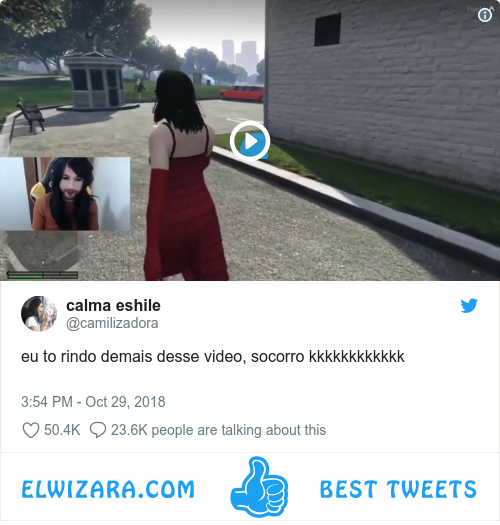 calma eshile
@camilizadora
eu to rindo demais desse video, socorro kkkkkkkkkkkk
3:54 PM - Oct 29, 2018
50.4K 23.6K people are talking about this
ELWIZARA.COM BEST TWEETS